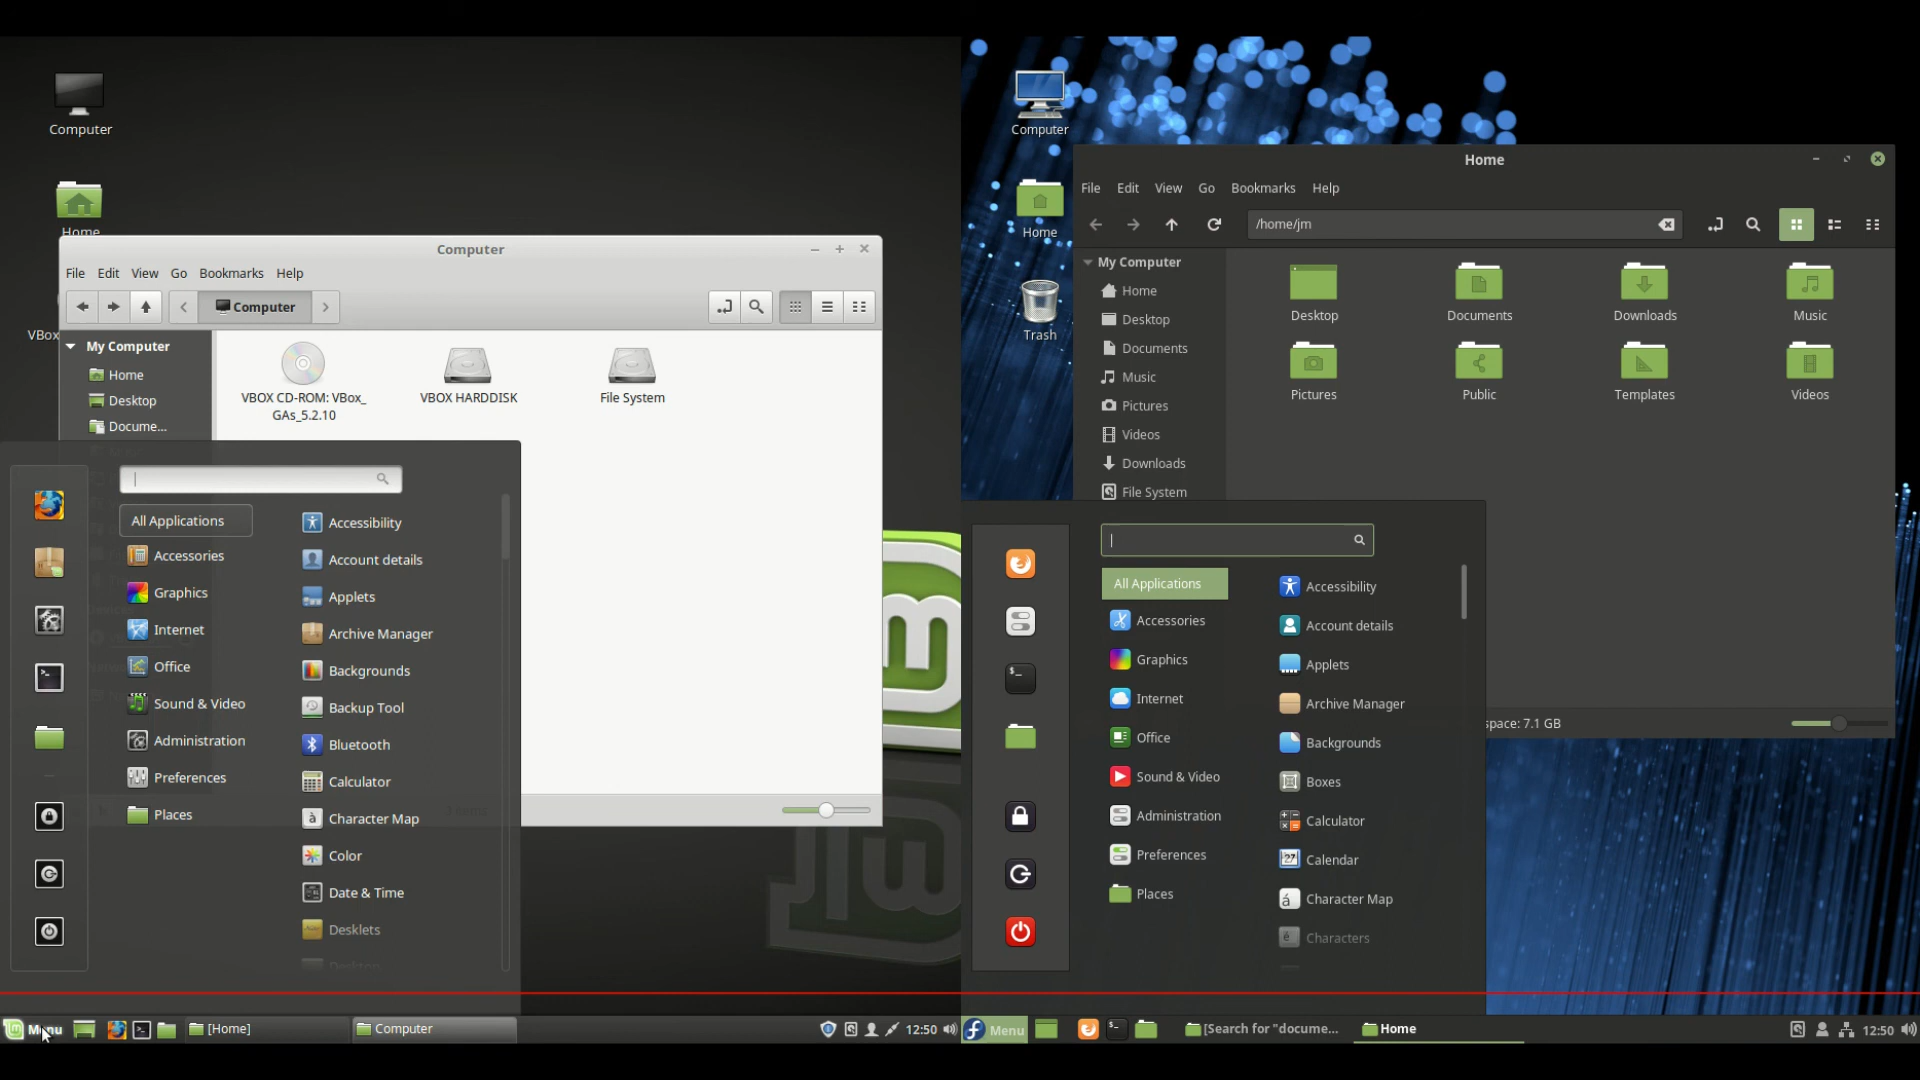 Computer
Home
VBox
Computer
File Edit View Go Bookmarks Help
Computer
My Computer
Home
Desktop
Docume...
VBOX CD-ROM: VBox_
GAs_5.2.10
VBOX HARDDISK
File System
All Applications
Accessories
Graphics
Internet
Office
Sound & Video
Administration
Preferences
Places
Accessibility
Account details
Applets
Archive Manager
Backgrounds
Backup Tool
Bluetooth
Calculator
Character Map
Color
Date & Time
Desklets
Desktop
Menu
[Home]
Computer
12:50
Computer
Home
Trash
Home
File Edit View Go Bookmarks Help
/home/jm
My Computer
Home
Desktop
Documents
Music
Pictures
Videos
Downloads
File System
Desktop
Documents
Downloads
Music
Pictures
Public
Templates
Videos
space: 7.1 GB
All Applications
Accessories
Graphics
Internet
Office
Sound & Video
Administration
Preferences
Places
Accessibility
Account details
Applets
Archive Manager
Backgrounds
Boxes
Calculator
Calendar
Character Map
Characters
Menu
[Search for "docume...
Home
12:50